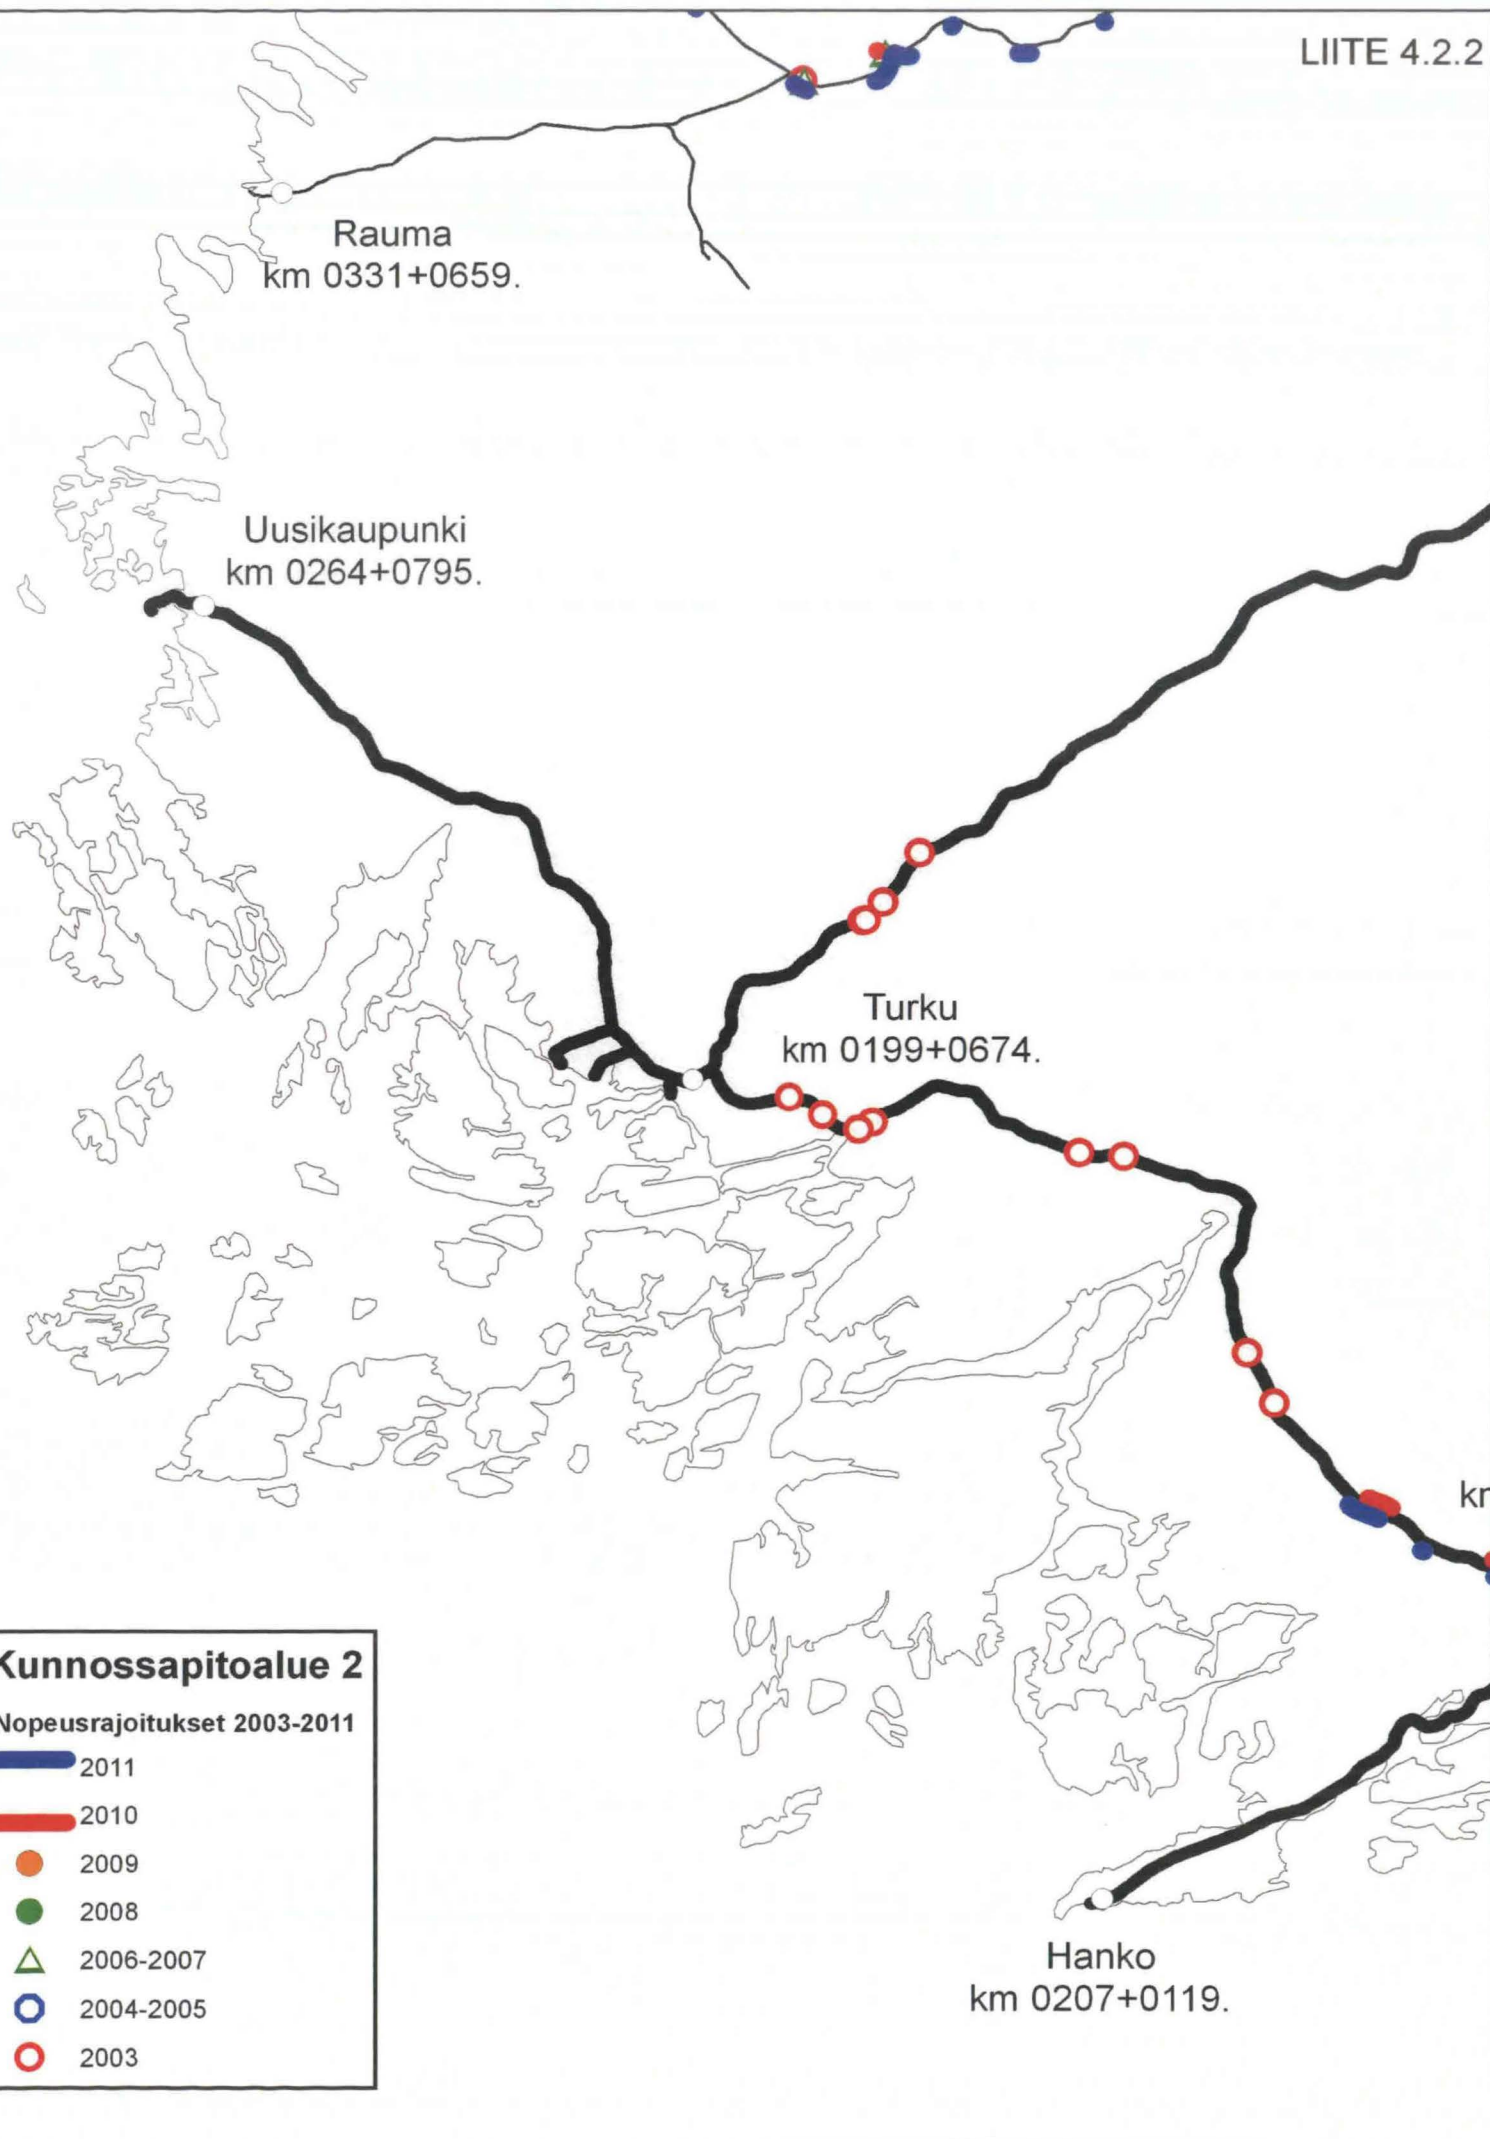 LIITE 4.2.2
Rauma
km 0331+0659.
Uusikaupunki
km 0264+0795.
Turku
km 0199+0674.
Kunnossapitoalue 2
Nopeusrajoitukset 2003-2011
2011
2010
2009
2008
2006-2007
2004-2005
2003
Hanko
km 0207+0119.